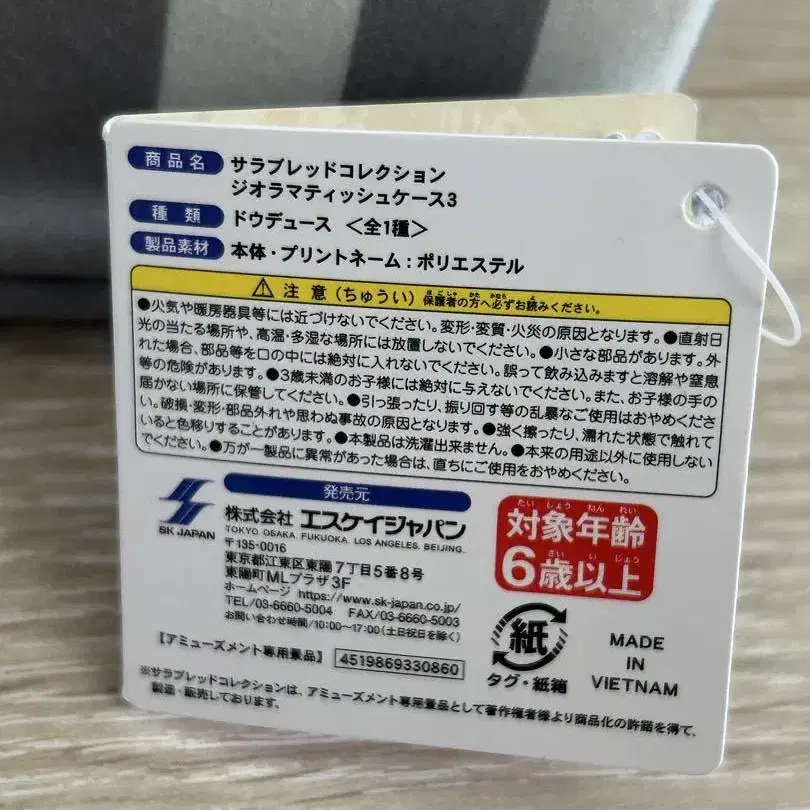 商品名 サラブレッドコレクション
ジオラマティッシュケース3
種類 ドウデュース <全1種>
製品素材 本体・プリントネーム:ポリエステル
⚠ 注意(ちゅうい) 保護者の方へ必ずお読みください。
●火気や暖房器具等には近づけないでください。変形・変質・火災の原因となります。●直射日
光の当たる場所や、高温・多湿な場所には放置しないでください。●小さな部品があります。外
れた場合、部品等を口の中には絶対に入れないでください。誤って飲み込みますと溶解や窒息
等の危険があります。●3歳未満のお子様には絶対に与えないでください。また、お子様の手の
届かない場所に保管してください。●引っ張ったり、振り回す等の乱暴なご使用はおやめくださ
い。破損・変形・部品外れや思わぬ事故の原因となります。●強く擦ったり、濡れた状態で触れて
いると色移りすることがあります。●本製品は洗濯出来ません。●本来の用途以外に使用しない
でください。●万が一製品に異常があった場合は、直ちにご使用をおやめください。
SK JAPAN
発売元
株式会社 エスケイジャパン
TOKYO. OSAKA. FUKUOKA. LOS ANGELES. BEIJING.
〒135-0016
東京都江東区東陽7丁目5番8号
東陽町MLプラザ3F
ホームページ https://www.sk-japan.co.jp/
TEL/03-6660-5004 FAX/03-6660-5003
お問い合わせ時間/10:00〜17:00(土日祝日を除く)
たいしょう ねんれい
対象年齢
さい いじょう
6歳以上
紙
タグ・紙箱
MADE
IN
VIETNAM
【アミューズメント専用景品】 4519869330860
※サラブレッドコレクションは、アミューズメント専用景品として著作権者様より商品化の許諾を得て、
製造・販売しております。